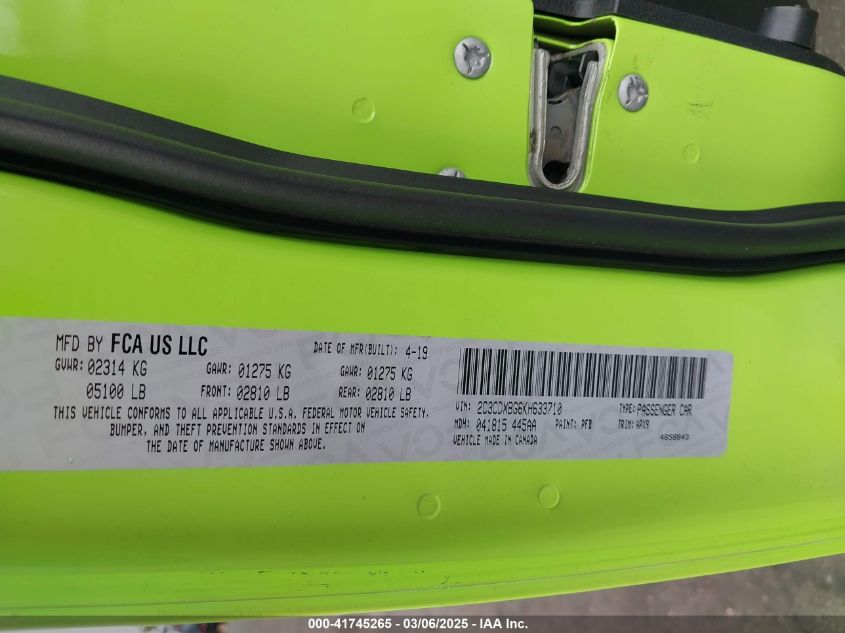 MFD BY FCA US LLC
DATE OF MFR(BUILT): 4-19
GVWR: 02314 KG GAWR: 01275 KG GAWR: 01275 KG
05100 LB FRONT: 02810 LB REAR: 02810 LB
THIS VEHICLE CONFORMS TO ALL APPLICABLE U.S.A. FEDERAL MOTOR VEHICLE SAFETY,
BUMPER, AND THEFT PREVENTION STANDARDS IN EFFECT ON
THE DATE OF MANUFACTURE SHOWN ABOVE.
VIN: 2C3CDXBG6KH633710 TYPE: PASSENGER CAR
MDH: 041815 445AA PAINT: PFB TRIM: APX9
VEHICLE MADE IN CANADA 4658843
000-41745265 - 03/06/2025 - IAA Inc.